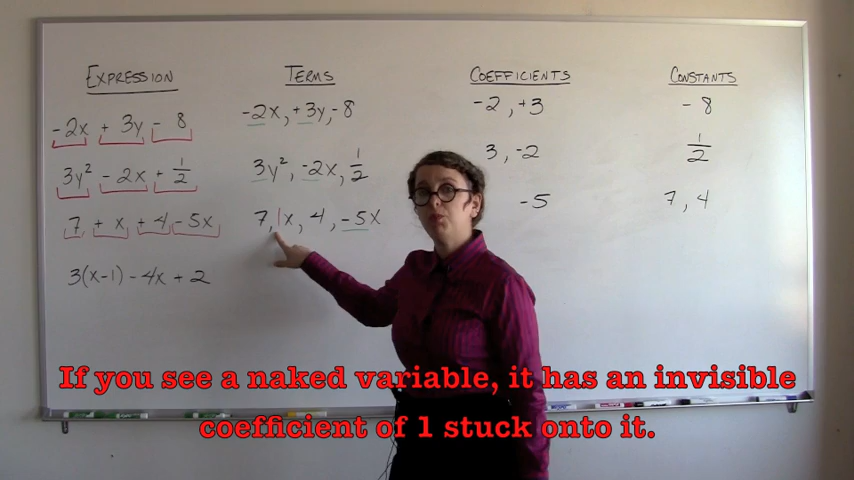 EXPRESSION TERMS COEFFICIENTS CONSTANTS
-2x + 3y - 8 -2x, +3y, -8 -2, +3 -8
3y² - 2x + 1/2 3y², -2x, 1/2 3, -2 1/2
7 + x + 4 - 5x 7, 1x, 4, -5x -5 7, 4
3(x-1) - 4x + 2
If you see a naked variable, it has an invisible
coefficient of 1 stuck onto it.